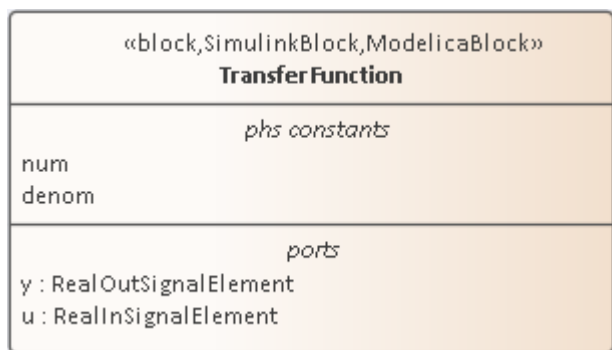 «block,SimulinkBlock,ModelicaBlock»
TransferFunction
phs constants
num
denom
ports
y : RealOutSignalElement
u : RealInSignalElement